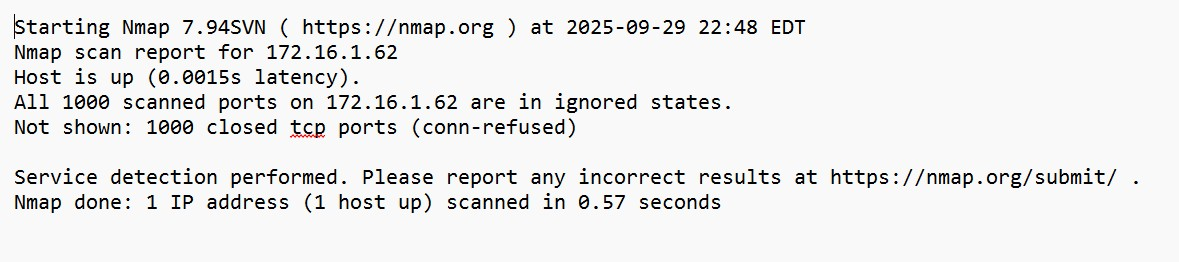 Starting Nmap 7.94SVN ( https://nmap.org ) at 2025-09-29 22:48 EDT
Nmap scan report for 172.16.1.62
Host is up (0.0015s latency).
All 1000 scanned ports on 172.16.1.62 are in ignored states.
Not shown: 1000 closed tcp ports (conn-refused)
Service detection performed. Please report any incorrect results at https://nmap.org/submit/ .
Nmap done: 1 IP address (1 host up) scanned in 0.57 seconds